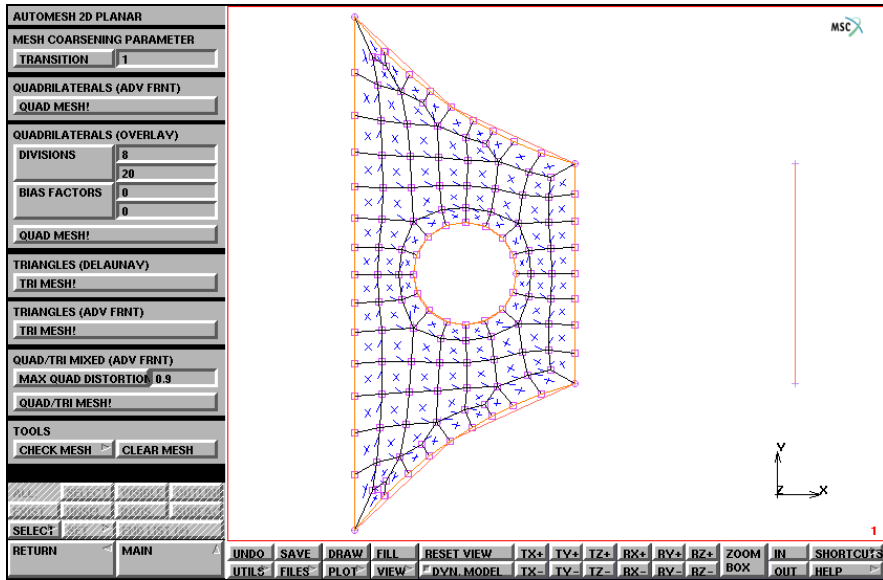 AUTOMESH 2D PLANAR
MESH COARSENING PARAMETER
TRANSITION 1
QUADRILATERALS (ADV FRNT)
QUAD MESH!
QUADRILATERALS (OVERLAY)
DIVISIONS 8
20
BIAS FACTORS 0
0
QUAD MESH!
TRIANGLES (DELAUNAY)
TRI MESH!
TRIANGLES (ADV FRNT)
TRI MESH!
QUAD/TRI MIXED (ADV FRNT)
MAX QUAD DISTORTION 0.9
QUAD/TRI MESH!
TOOLS
CHECK MESH CLEAR MESH
SELECT
RETURN MAIN
MSC
Y
Z X
1
UNDO SAVE DRAW FILL RESET VIEW TX+ TY+ TZ+ RX+ RY+ RZ+ ZOOM BOX IN SHORTCUTS
UTILS FILES PLOT VIEW DYN. MODEL TX- TY- TZ- RX- RY- RZ- OUT HELP